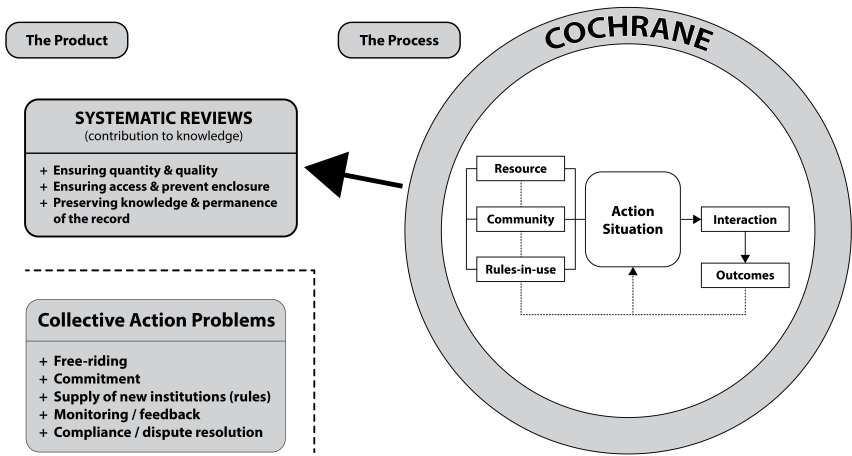 The Product
The Process
COCHRANE
SYSTEMATIC REVIEWS
(contribution to knowledge)
+ Ensuring quantity & quality
+ Ensuring access & prevent enclosure
+ Preserving knowledge & permanence
of the record
Resource
Community
Rules-in-use
Action
Situation
Interaction
Outcomes
Collective Action Problems
+ Free-riding
+ Commitment
+ Supply of new institutions (rules)
+ Monitoring / feedback
+ Compliance / dispute resolution